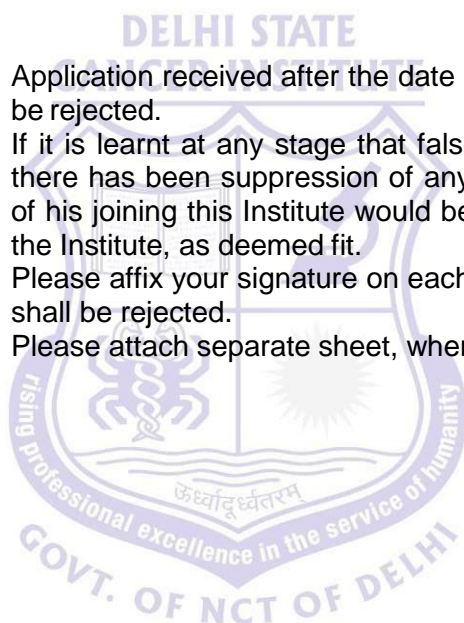 DELHI STATE
CANCER INSTITUTE
Application received after the date
be rejected.
If it is learnt at any stage that fals
there has been suppression of any
of his joining this Institute would be
the Institute, as deemed fit.
Please affix your signature on each
shall be rejected.
Please attach separate sheet, wher
rising professional excellence in the service of humanity
ऊर्ध्वादूर्ध्वतरम्
GOVT. OF NCT OF DELHI